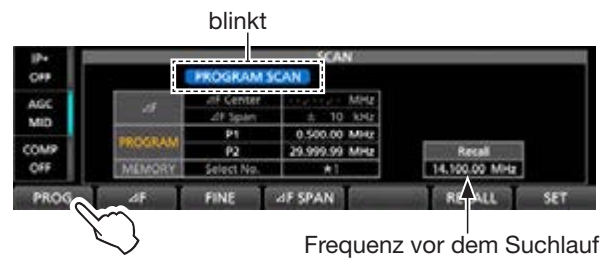 blinkt
IP+
OFF
SCAN
PROGRAM SCAN
AGC
MID
⊿F
⊿F Center
MHz
⊿F Span
± 10 kHz
PROGRAM
P1
0.500.00 MHz
P2
29.999.99 MHz
COMP
OFF
MEMORY
Select No.
★1
Recall
14.100.00 MHz
PROG
⊿F
FINE
⊿F SPAN
RECALL
SET
Frequenz vor dem Suchlauf